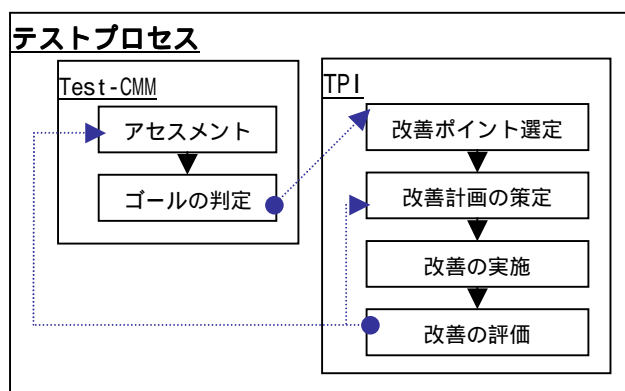 テストプロセス
Test-CMM
アセスメント
ゴールの判定
TPI
改善ポイント選定
改善計画の策定
改善の実施
改善の評価